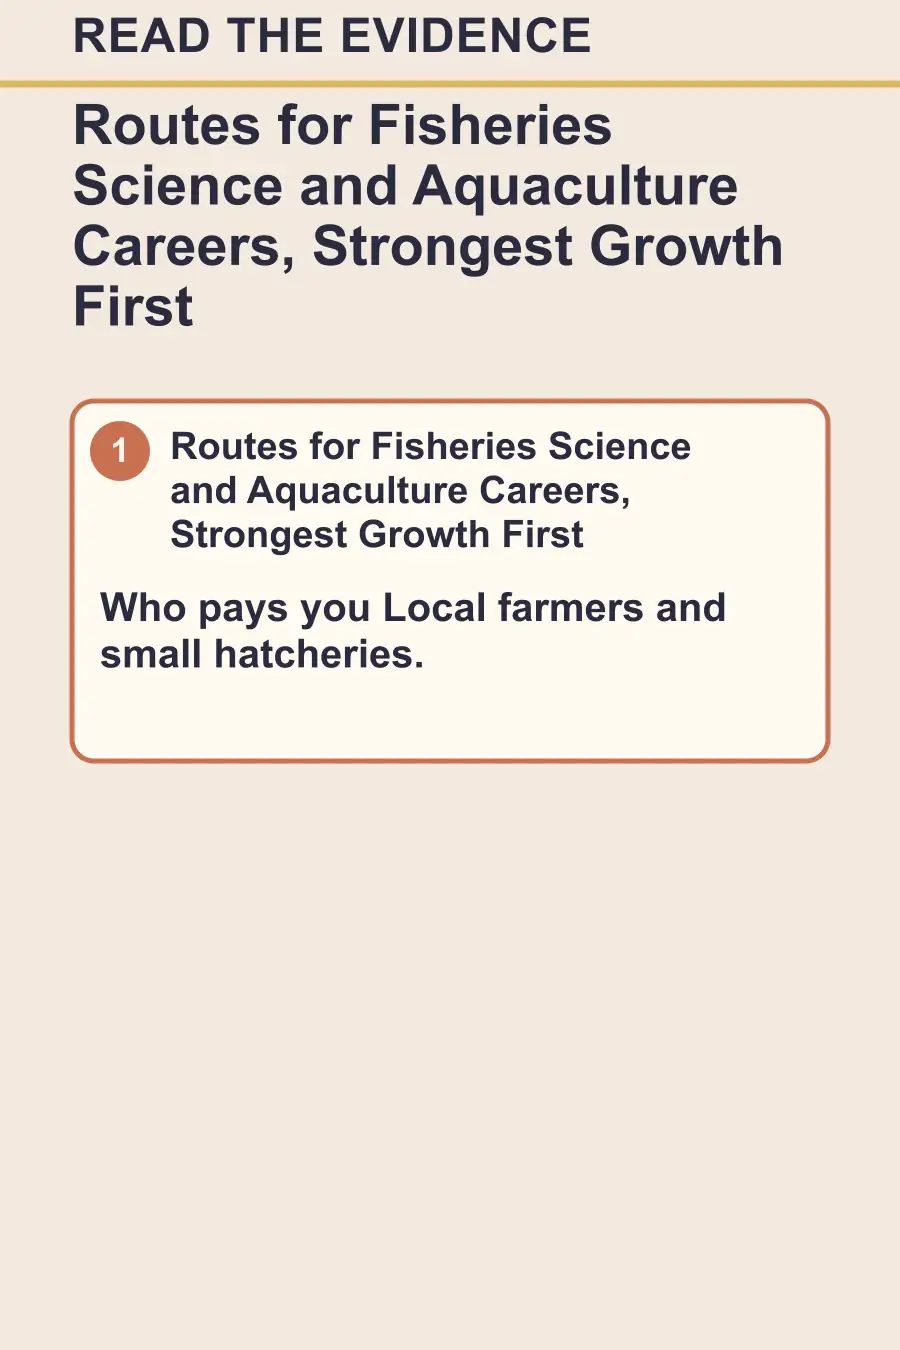 READ THE EVIDENCE
Routes for Fisheries
Science and Aquaculture
Careers, Strongest Growth
First
1
Routes for Fisheries Science
and Aquaculture Careers,
Strongest Growth First
Who pays you Local farmers and
small hatcheries.